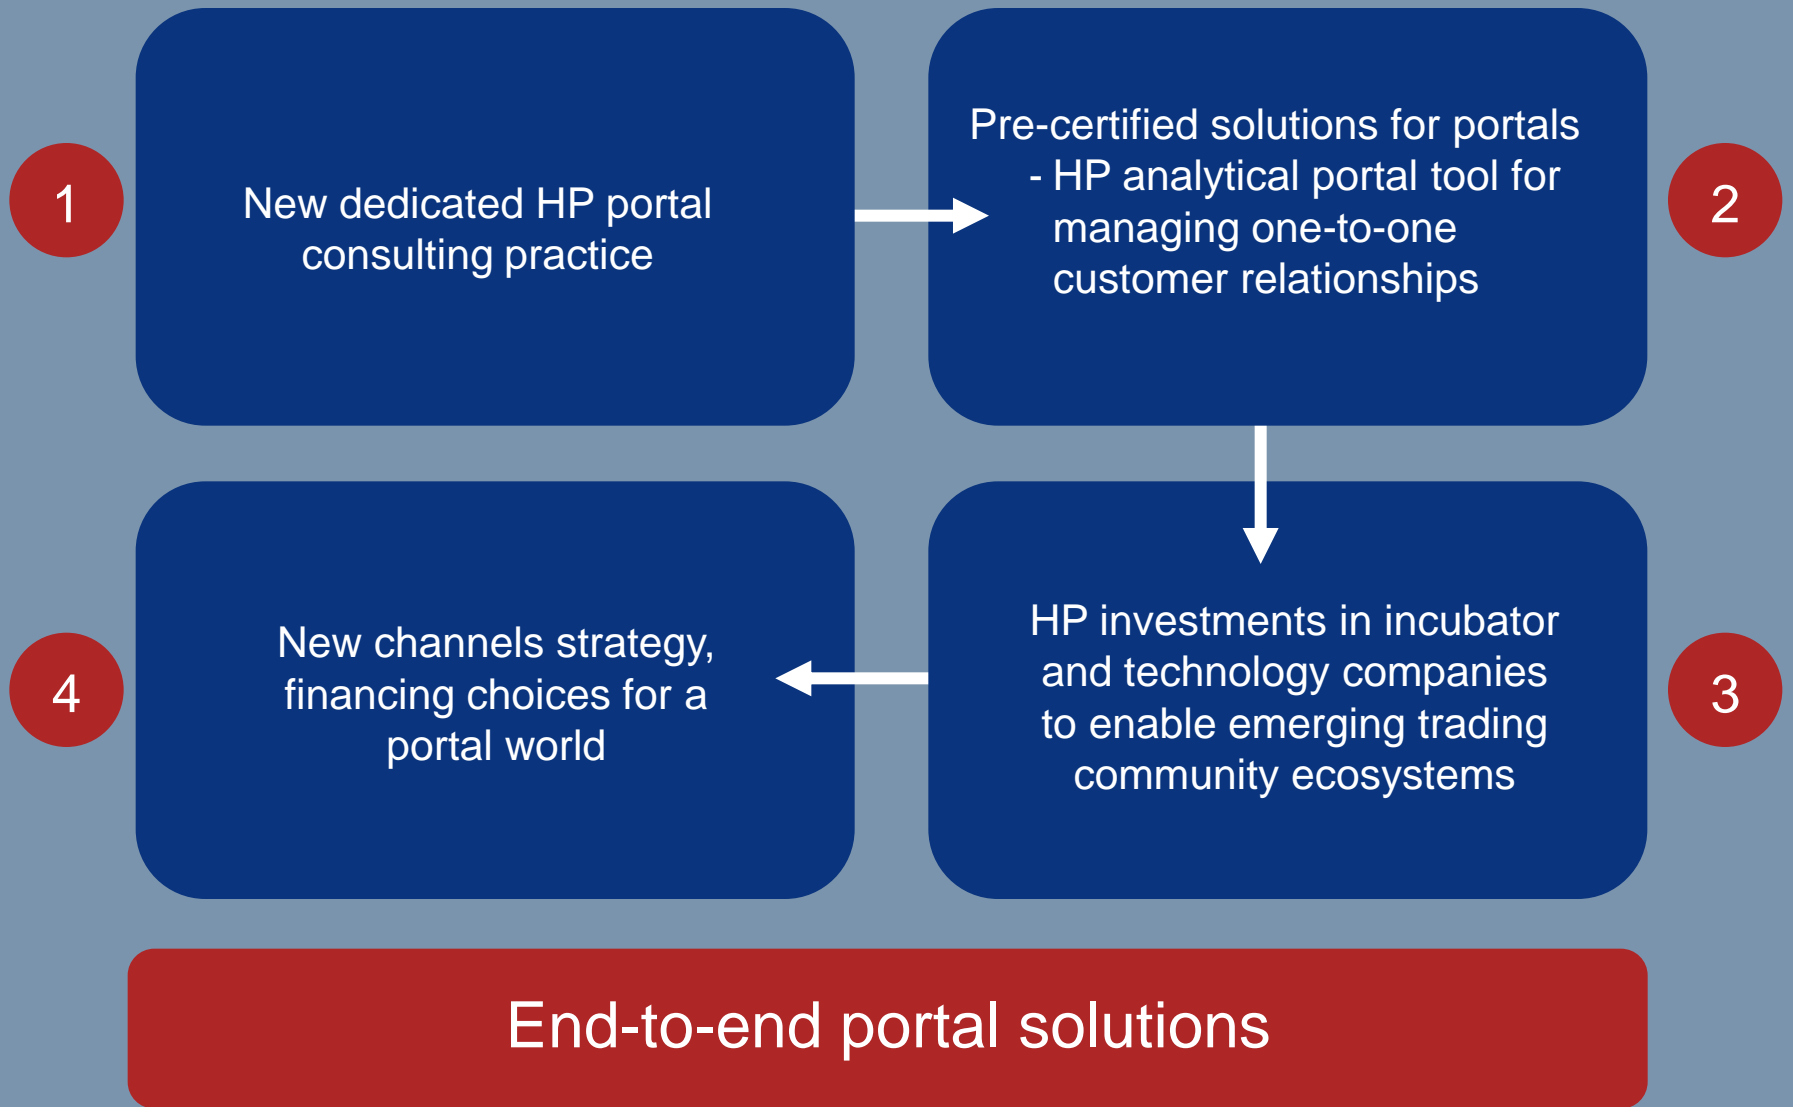 1
New dedicated HP portal
consulting practice
Pre-certified solutions for portals
- HP analytical portal tool for
managing one-to-one
customer relationships
2
4
New channels strategy,
financing choices for a
portal world
HP investments in incubator
and technology companies
to enable emerging trading
community ecosystems
3
End-to-end portal solutions